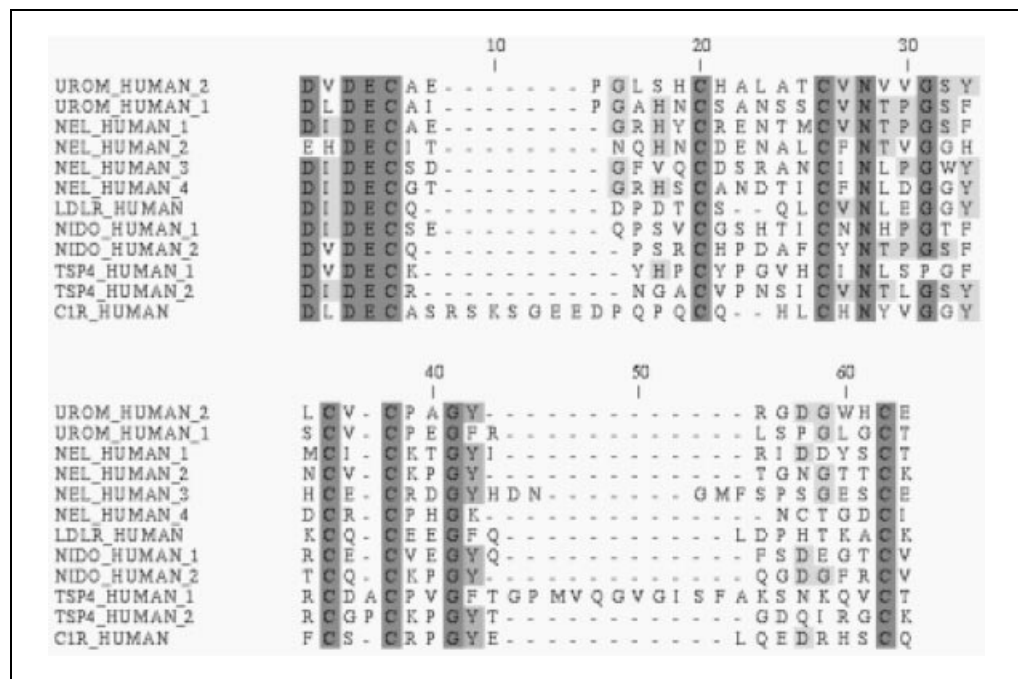 10 20 30
UROM_HUMAN_2 D V D E C A E - - - - - - - P G L S H C H A L A T C V N V V G S Y
UROM_HUMAN_1 D L D E C A I - - - - - - - P G A H N C S A N S S C V N T P G S F
NEL_HUMAN_1 D I D E C A E - - - - - - - - G R H Y C R E N T M C V N T P G S F
NEL_HUMAN_2 E H D E C I T - - - - - - - - N Q H N C D E N A L C F N T V G G H
NEL_HUMAN_3 D I D E C S D - - - - - - - - G F V Q C D S R A N C I N L P G W Y
NEL_HUMAN_4 D I D E C G T - - - - - - - - G R H S C A N D T I C F N L D G G Y
LDLR_HUMAN D I D E C Q - - - - - - - - - D P D T C S - - Q L C V N L E G G Y
NIDO_HUMAN_1 D I D E C S E - - - - - - - - Q P S V C G S H T I C N N H P G T F
NIDO_HUMAN_2 D V D E C Q - - - - - - - - - - P S R C H P D A F C Y N T P G S F
TSP4_HUMAN_1 D V D E C K - - - - - - - - - - Y H P C Y P G V H C I N L S P G F
TSP4_HUMAN_2 D I D E C R - - - - - - - - - - N G A C V P N S I C V N T L G S Y
C1R_HUMAN D L D E C A S R S K S G E E D P Q P Q C Q - - H L C H N Y V G G Y
40 50 60
UROM_HUMAN_2 L C V - C P A G Y - - - - - - - - - - - - - R G D G W H C E
UROM_HUMAN_1 S C V - C P E G F R - - - - - - - - - - - - L S P G L G C T
NEL_HUMAN_1 M C I - C K T G Y I - - - - - - - - - - - - R I D D Y S C T
NEL_HUMAN_2 N C V - C K P G Y - - - - - - - - - - - - - T G N G T T C K
NEL_HUMAN_3 H C E - C R D G Y H D N - - - - - - - G M F S P S G E S C E
NEL_HUMAN_4 D C R - C P H G K - - - - - - - - - - - - - - N C T G D C I
LDLR_HUMAN K C Q - C E E G F Q - - - - - - - - - - - L D P H T K A C K
NIDO_HUMAN_1 R C E - C V E G Y Q - - - - - - - - - - - - F S D E G T C V
NIDO_HUMAN_2 T C Q - C K P G Y - - - - - - - - - - - - - Q G D G F R C V
TSP4_HUMAN_1 R C D A C P V G F T G P M V Q G V G I S F A K S N K Q V C T
TSP4_HUMAN_2 R C G P C K P G Y T - - - - - - - - - - - - G D Q I R G C K
C1R_HUMAN F C S - C R P G Y E - - - - - - - - - - - L Q E D R H S C Q